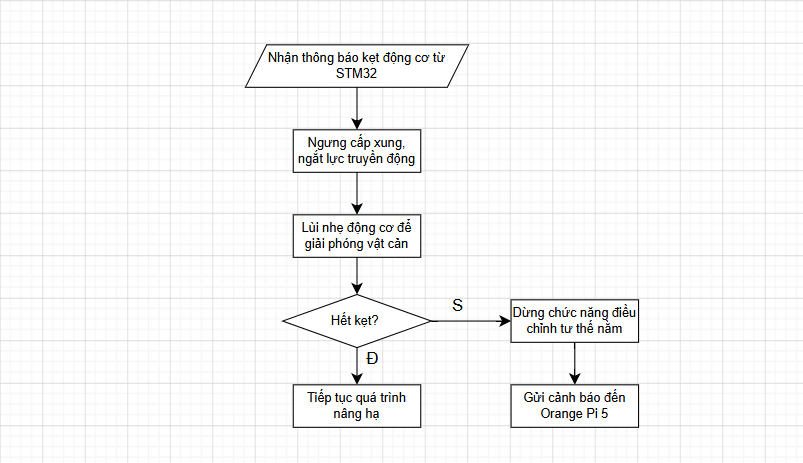 Nhận thông báo kẹt động cơ từ
STM32
Ngưng cấp xung,
ngắt lực truyền động
Lùi nhẹ động cơ để
giải phóng vật cản
Hết kẹt?
S
Dừng chức năng điều
chỉnh tư thế nằm
Đ
Tiếp tục quá trình
nâng hạ
Gửi cảnh báo đến
Orange Pi 5